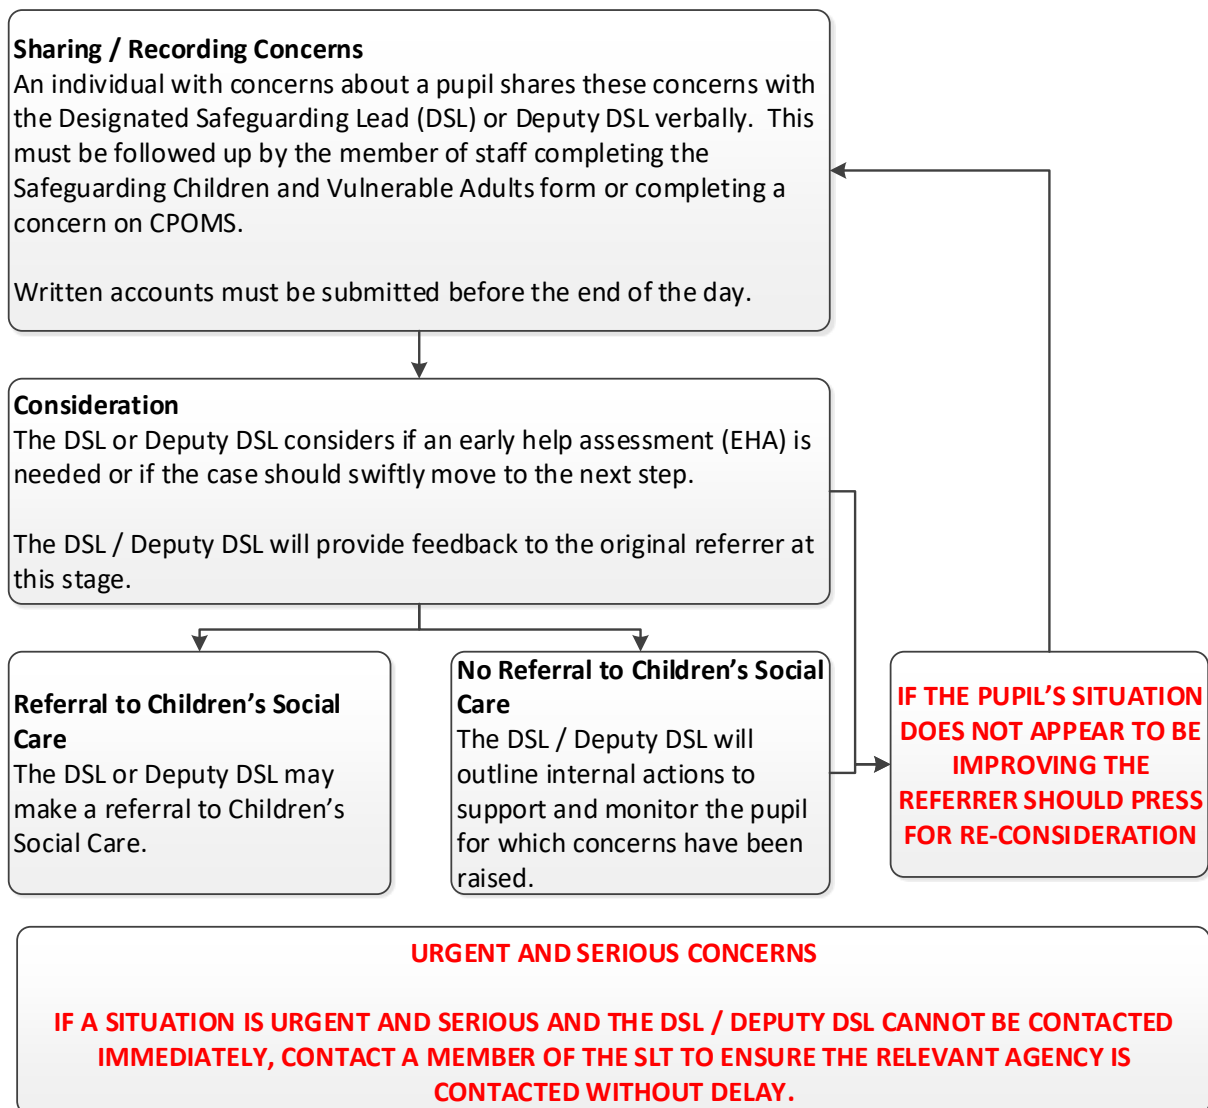 Sharing / Recording Concerns
An individual with concerns about a pupil shares these concerns with
the Designated Safeguarding Lead (DSL) or Deputy DSL verbally.  This
must be followed up by the member of staff completing the
Safeguarding Children and Vulnerable Adults form or completing a
concern on CPOMS.
Written accounts must be submitted before the end of the day.
Consideration
The DSL or Deputy DSL considers if an early help assessment (EHA) is
needed or if the case should swiftly move to the next step.
The DSL / Deputy DSL will provide feedback to the original referrer at
this stage.
Referral to Children’s Social
Care
The DSL or Deputy DSL may
make a referral to Children’s
Social Care.
No Referral to Children’s Social
Care
The DSL / Deputy DSL will
outline internal actions to
support and monitor the pupil
for which concerns have been
raised.
IF THE PUPIL’S SITUATION
DOES NOT APPEAR TO BE
IMPROVING THE
REFERRER SHOULD PRESS
FOR RE-CONSIDERATION
URGENT AND SERIOUS CONCERNS
IF A SITUATION IS URGENT AND SERIOUS AND THE DSL / DEPUTY DSL CANNOT BE CONTACTED
IMMEDIATELY, CONTACT A MEMBER OF THE SLT TO ENSURE THE RELEVANT AGENCY IS
CONTACTED WITHOUT DELAY.